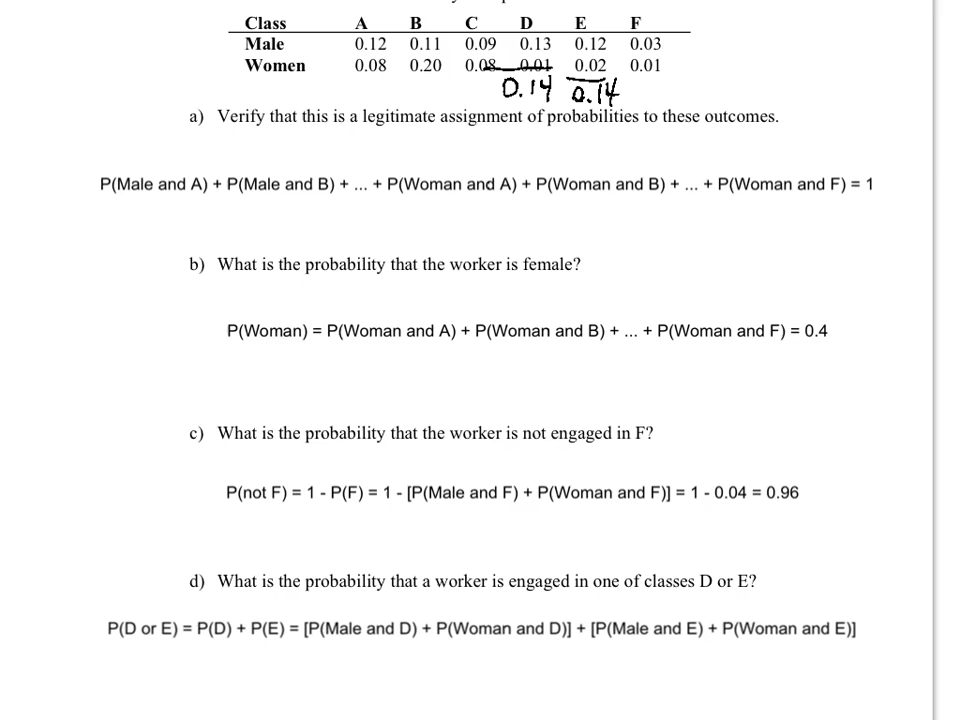 Class A B C D E F
Male 0.12 0.11 0.09 0.13 0.12 0.03
Women 0.08 0.20 0.08 0.01 0.02 0.01
0.14 0.14
a) Verify that this is a legitimate assignment of probabilities to these outcomes.
P(Male and A) + P(Male and B) + ... + P(Woman and A) + P(Woman and B) + ... + P(Woman and F) = 1
b) What is the probability that the worker is female?
P(Woman) = P(Woman and A) + P(Woman and B) + ... + P(Woman and F) = 0.4
c) What is the probability that the worker is not engaged in F?
P(not F) = 1 - P(F) = 1 - [P(Male and F) + P(Woman and F)] = 1 - 0.04 = 0.96
d) What is the probability that a worker is engaged in one of classes D or E?
P(D or E) = P(D) + P(E) = [P(Male and D) + P(Woman and D)] + [P(Male and E) + P(Woman and E)]